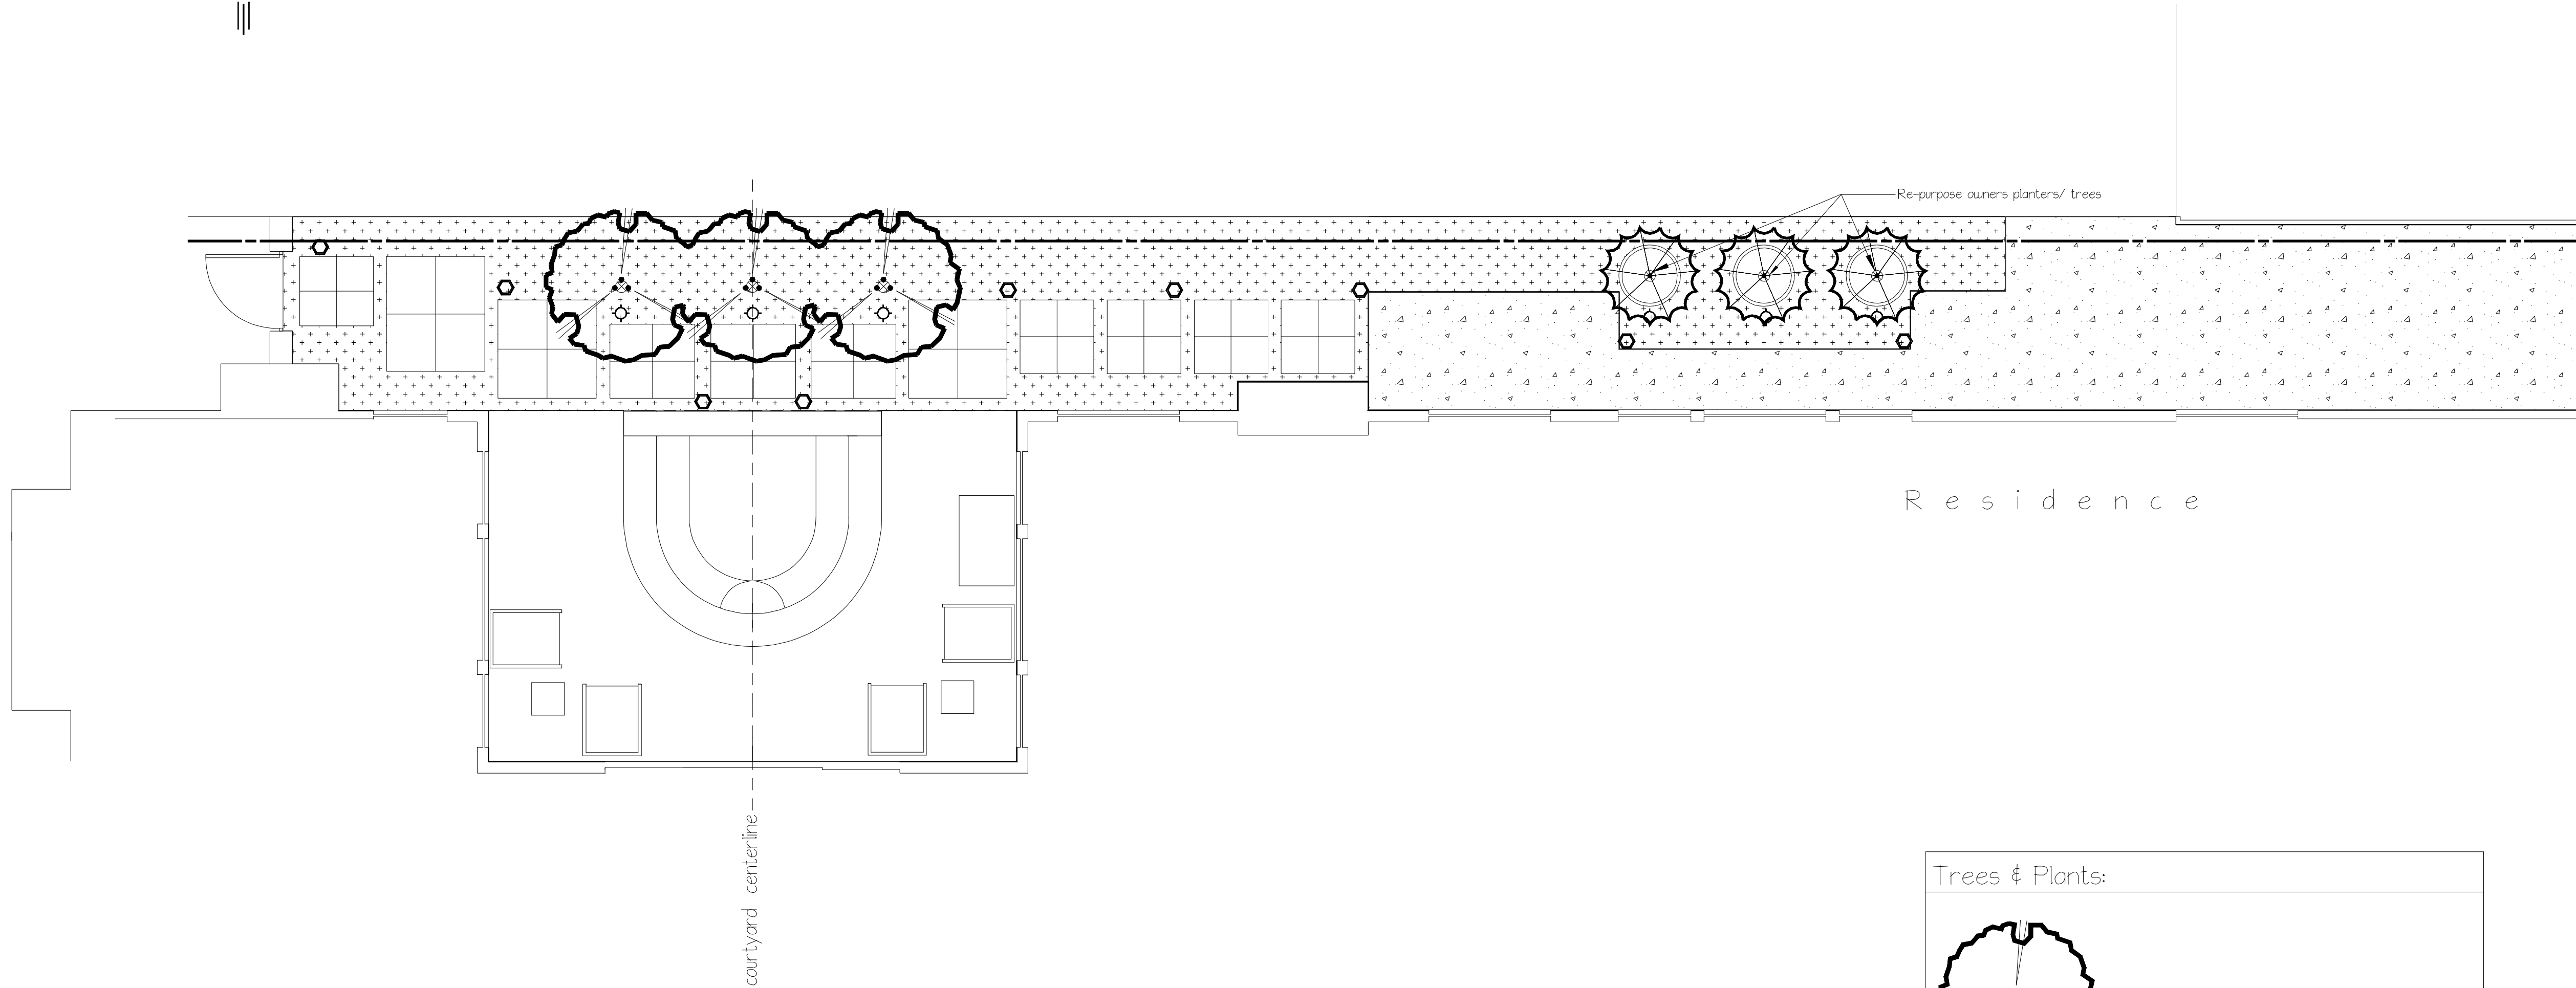 Re-purpose owners planters/ trees
Residence
courtyard centerline
Trees & Plants: